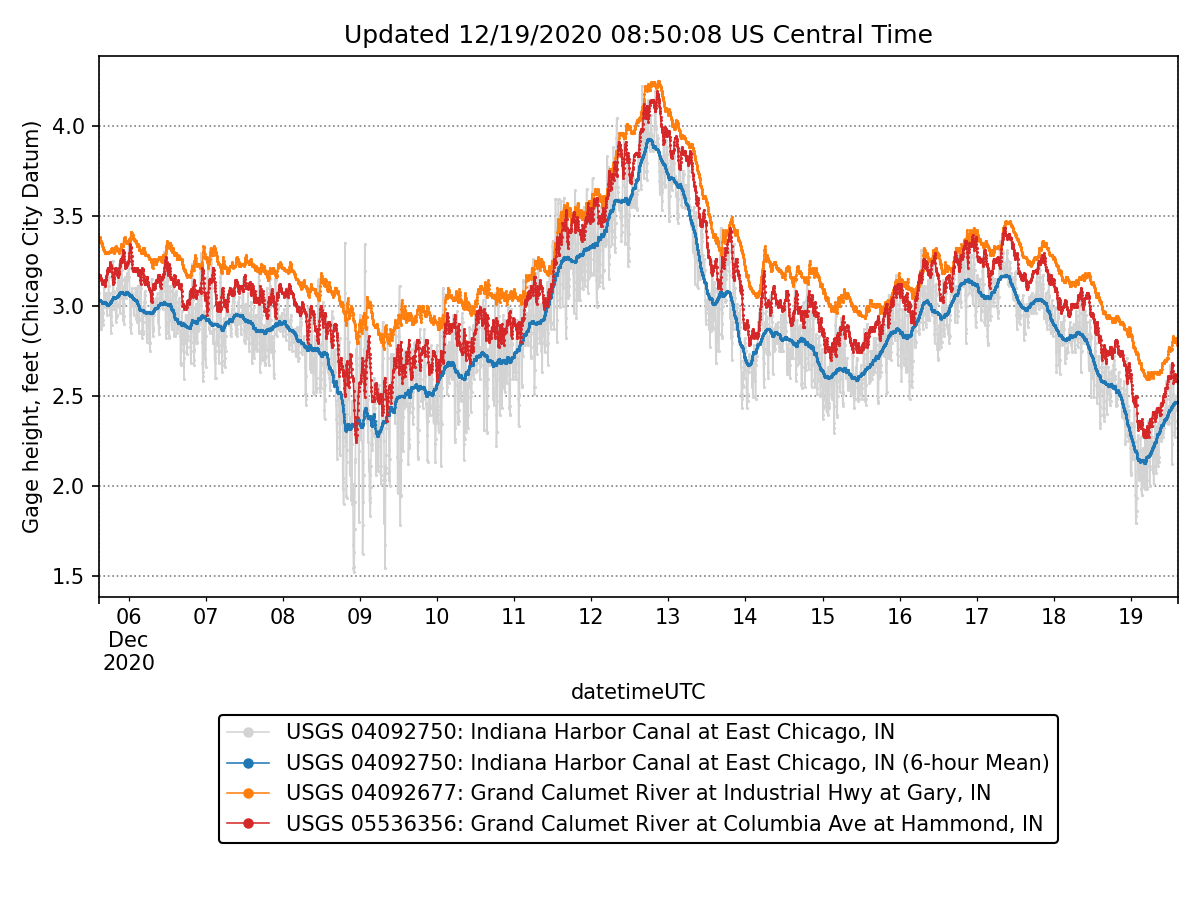 Updated 12/19/2020 08:50:08 US Central Time
Gage height, feet (Chicago City Datum)
4.0
3.5
3.0
2.5
2.0
1.5
06 07 08 09 10 11 12 13 14 15 16 17 18 19
Dec
2020
datetimeUTC
USGS 04092750: Indiana Harbor Canal at East Chicago, IN
USGS 04092750: Indiana Harbor Canal at East Chicago, IN (6-hour Mean)
USGS 04092677: Grand Calumet River at Industrial Hwy at Gary, IN
USGS 05536356: Grand Calumet River at Columbia Ave at Hammond, IN